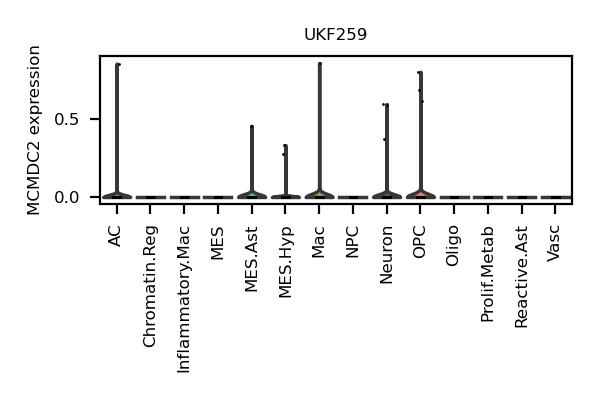 UKF259
MCMDC2 expression
0.5
0.0
AC
Chromatin.Reg
Inflammatory.Mac
MES
MES.Ast
MES.Hyp
Mac
NPC
Neuron
OPC
Oligo
Prolif.Metab
Reactive.Ast
Vasc